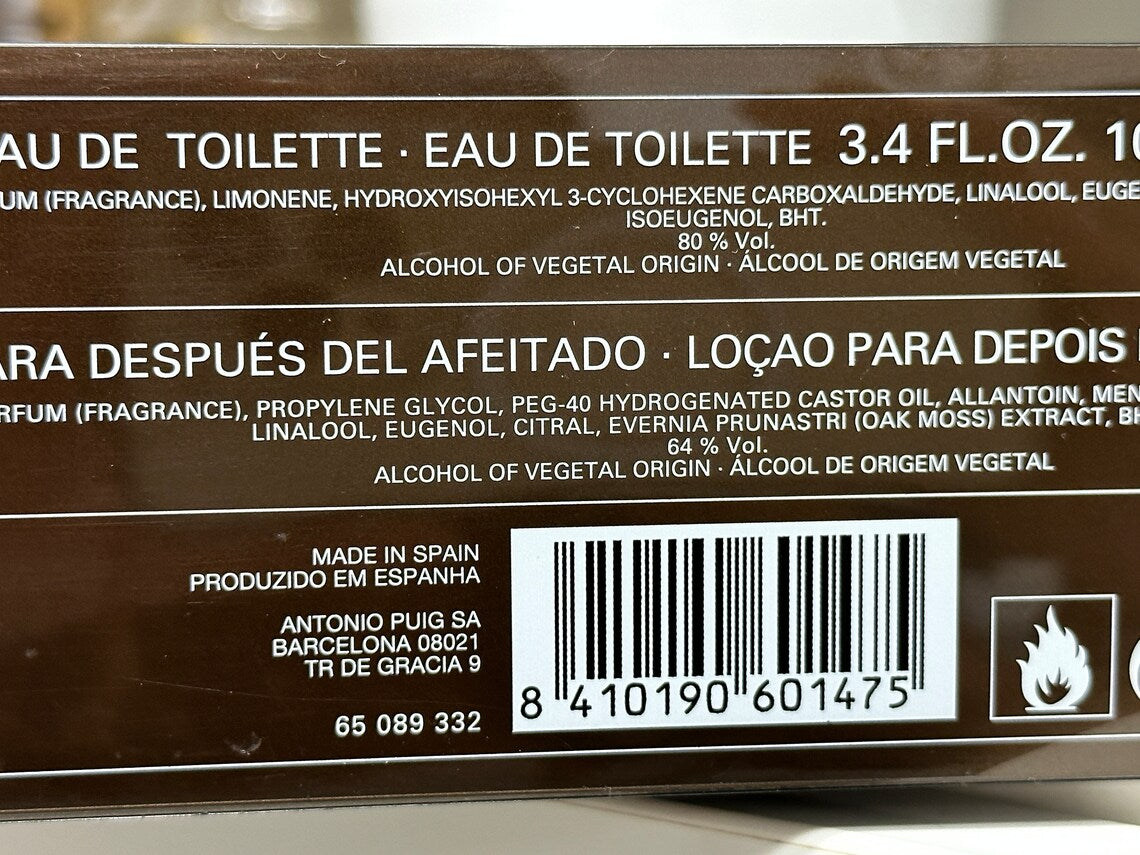 AU DE TOILETTE · EAU DE TOILETTE 3.4 FL.OZ. 10
UM (FRAGRANCE), LIMONENE, HYDROXYISOHEXYL 3-CYCLOHEXENE CARBOXALDEHYDE, LINALOOL, EUGE
ISOEUGENOL, BHT.
80 % Vol.
ALCOHOL OF VEGETAL ORIGIN · ÁLCOOL DE ORIGEM VEGETAL
ARA DESPUÉS DEL AFEITADO · LOÇAO PARA DEPOIS
RFUM (FRAGRANCE), PROPYLENE GLYCOL, PEG-40 HYDROGENATED CASTOR OIL, ALLANTOIN, MEN
LINALOOL, EUGENOL, CITRAL, EVERNIA PRUNASTRI (OAK MOSS) EXTRACT, BH
64 % Vol.
ALCOHOL OF VEGETAL ORIGIN · ÁLCOOL DE ORIGEM VEGETAL
MADE IN SPAIN
PRODUZIDO EM ESPANHA
ANTONIO PUIG SA
BARCELONA 08021
TR DE GRACIA 9
65 089 332
8 410190 601475